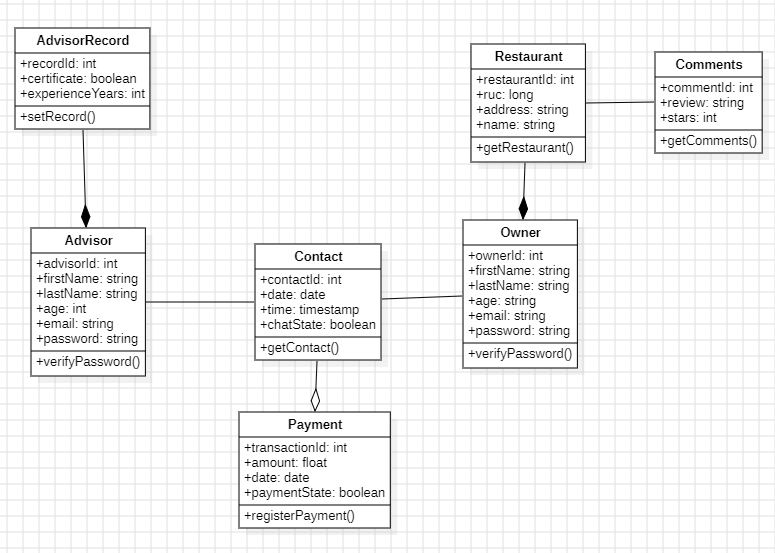 AdvisorRecord
+recordId: int
+certificate: boolean
+experienceYears: int
+setRecord()
Restaurant
+restaurantId: int
+ruc: long
+address: string
+name: string
+getRestaurant()
Comments
+commentId: int
+review: string
+stars: int
+getComments()
Advisor
+advisorId: int
+firstName: string
+lastName: string
+age: int
+email: string
+password: string
+verifyPassword()
Contact
+contactId: int
+date: date
+time: timestamp
+chatState: boolean
+getContact()
Owner
+ownerId: int
+firstName: string
+lastName: string
+age: string
+email: string
+password: string
+verifyPassword()
Payment
+transactionId: int
+amount: float
+date: date
+paymentState: boolean
+registerPayment()